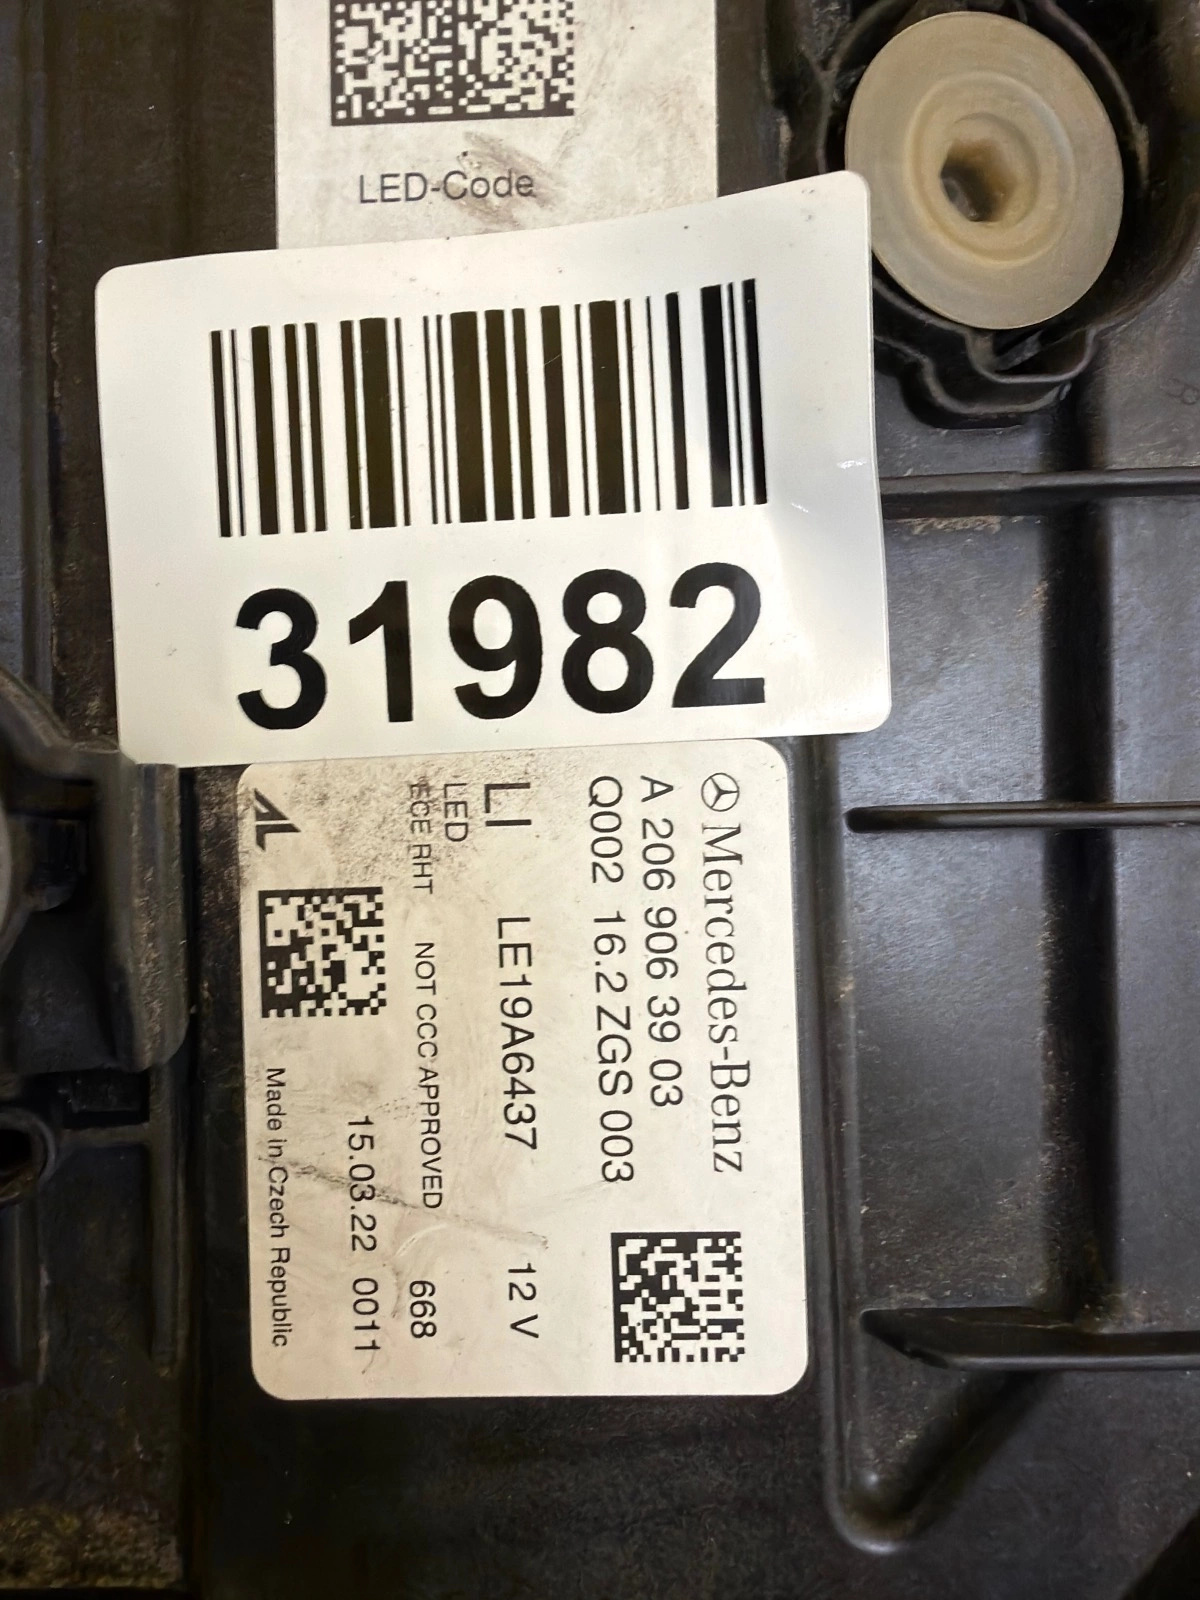 LED-Code
31982
Mercedes-Benz
A 206 906 39 03
Q002 16.2 ZGS 003
LI LE19A6437 12 V
LED
ECE RHT NOT CCC APPROVED 668
15.03.22 0011
AL Made in Czech Republic